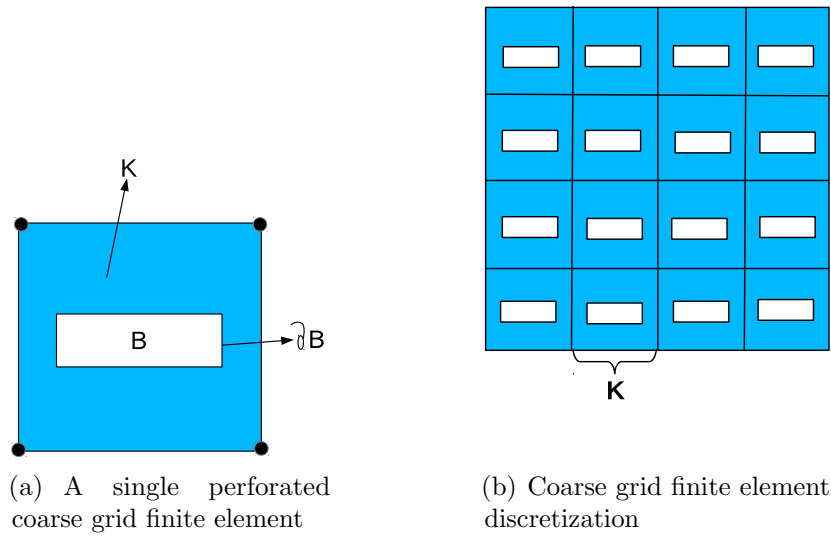 K
B
∂B
K
(a) A single perforated
coarse grid finite element
(b) Coarse grid finite element
discretization